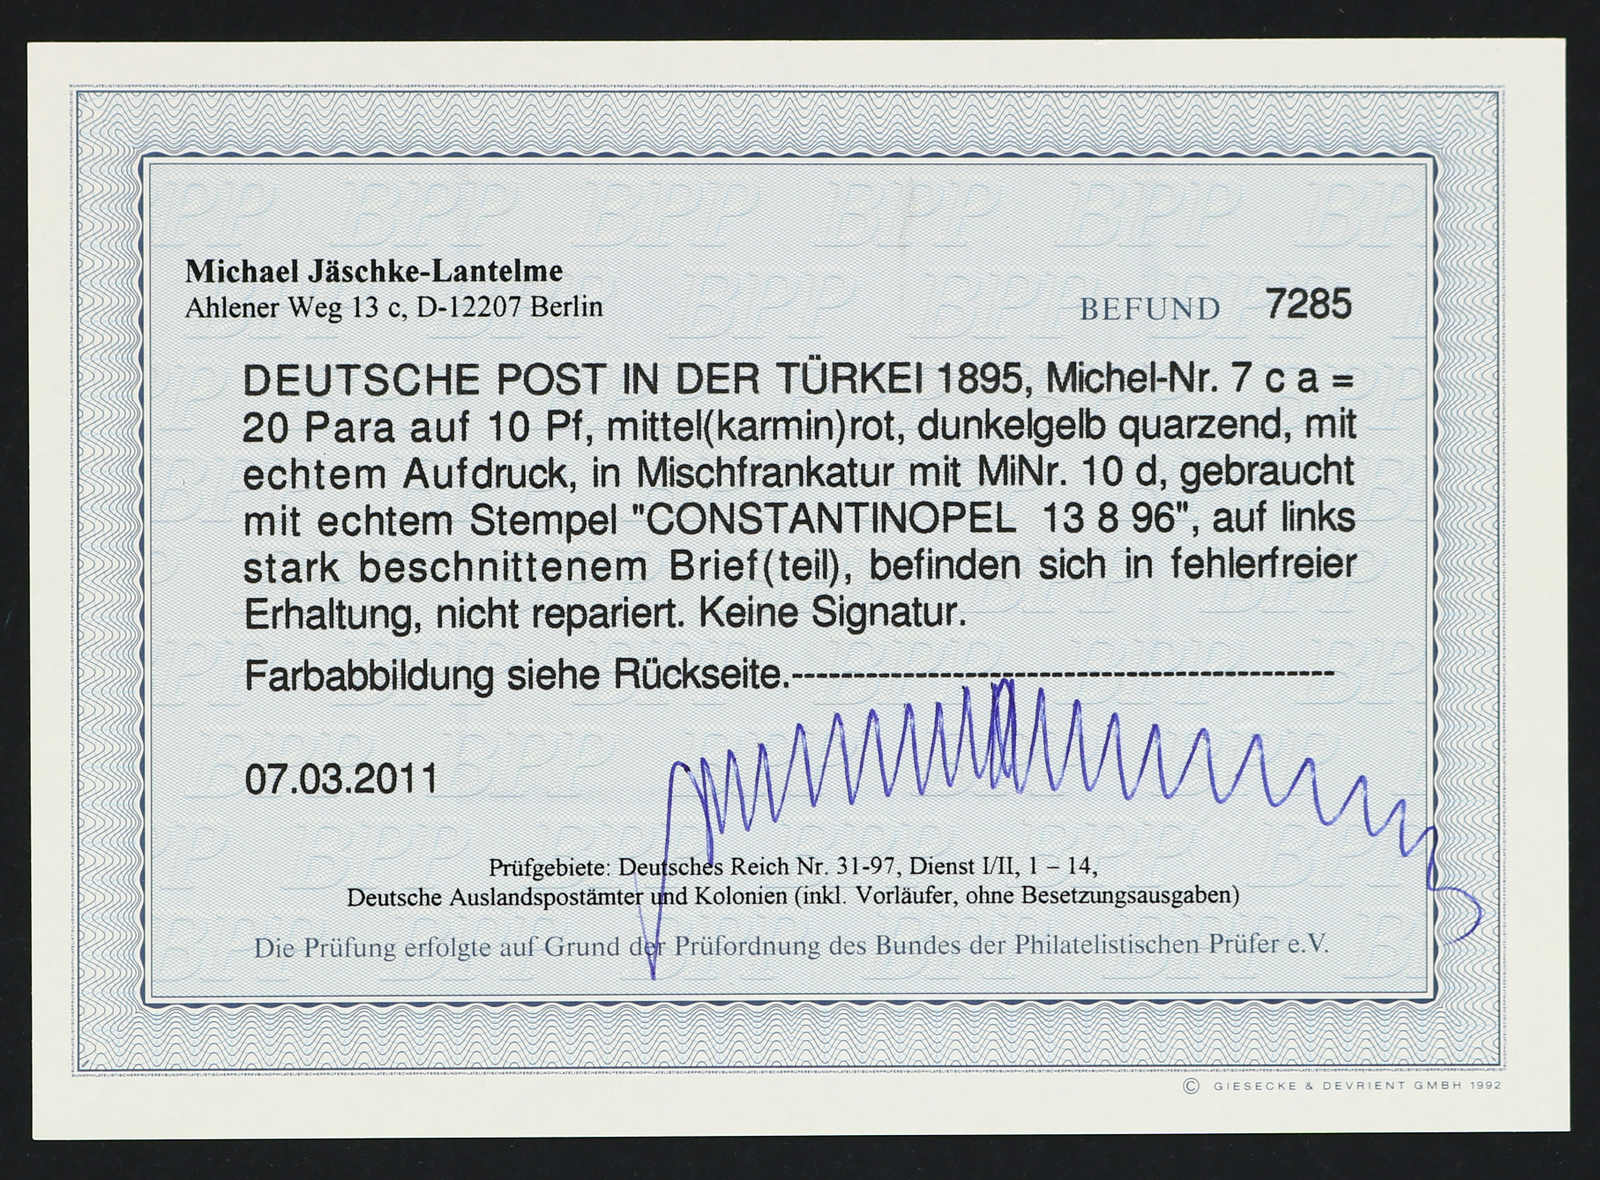 Michael Jäschke-Lantelme
Ahlener Weg 13 c, D-12207 Berlin
BEFUND 7285
DEUTSCHE POST IN DER TÜRKEI 1895, Michel-Nr. 7 c a =
20 Para auf 10 Pf, mittel(karmin)rot, dunkelgelb quarzend, mit
echtem Aufdruck, in Mischfrankatur mit MiNr. 10 d, gebraucht
mit echtem Stempel "CONSTANTINOPEL 13 8 96", auf links
stark beschnittenem Brief(teil), befinden sich in fehlerfreier
Erhaltung, nicht repariert. Keine Signatur.
Farbabbildung siehe Rückseite.--------------------------------------------
07.03.2011
Prüfgebiete: Deutsches Reich Nr. 31-97, Dienst I/II, 1 – 14,
Deutsche Auslandspostämter und Kolonien (inkl. Vorläufer, ohne Besetzungsausgaben)
Die Prüfung erfolgte auf Grund der Prüfordnung des Bundes der Philatelistischen Prüfer e.V.
© GIESECKE & DEVRIENT GMBH 1992